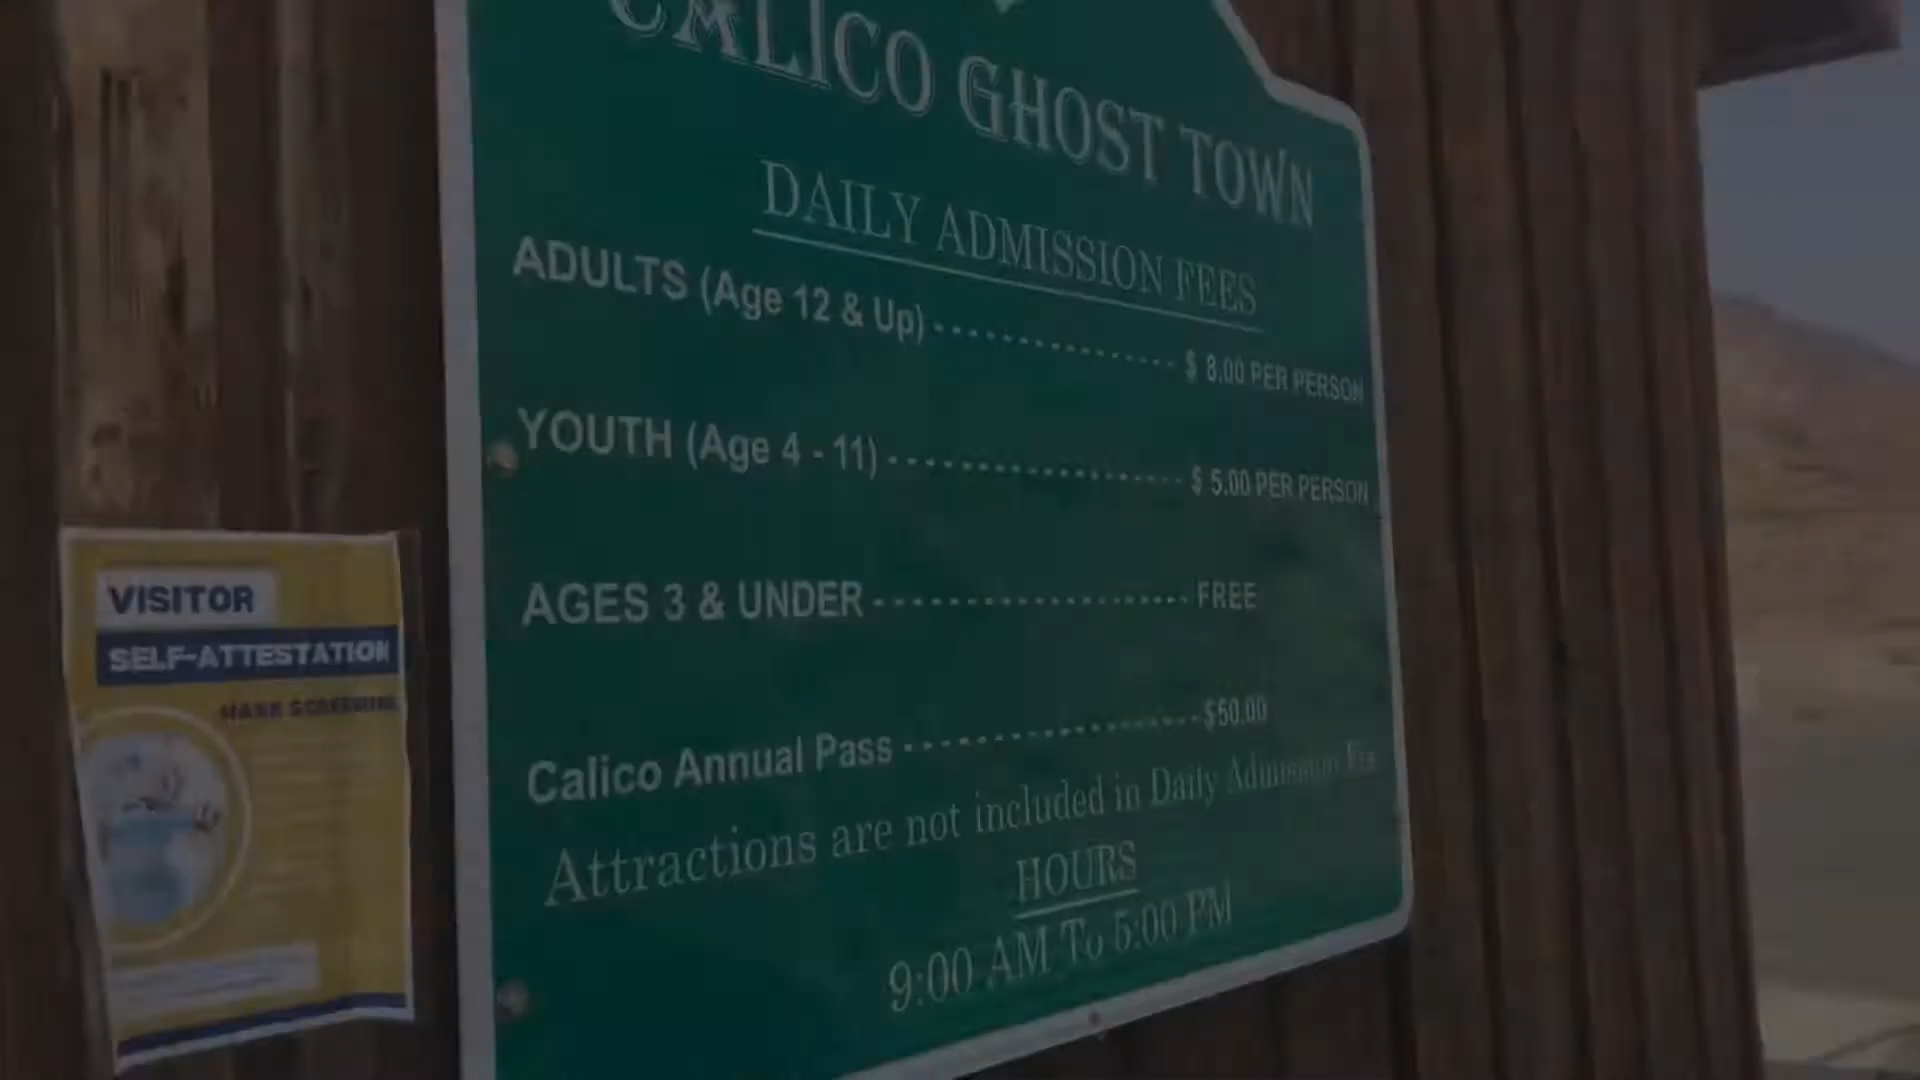 CALICO GHOST TOWN
DAILY ADMISSION FEES
ADULTS (Age 12 & Up) -------------- $ 8.00 PER PERSON
YOUTH (Age 4 - 11) ----------------- $ 5.00 PER PERSON
AGES 3 & UNDER ------------------ FREE
Calico Annual Pass ----------------- $50.00
Attractions are not included in Daily Admission
HOURS
9:00 AM To 5:00 PM
VISITOR
SELF-ATTESTATION
MASK SCREENING